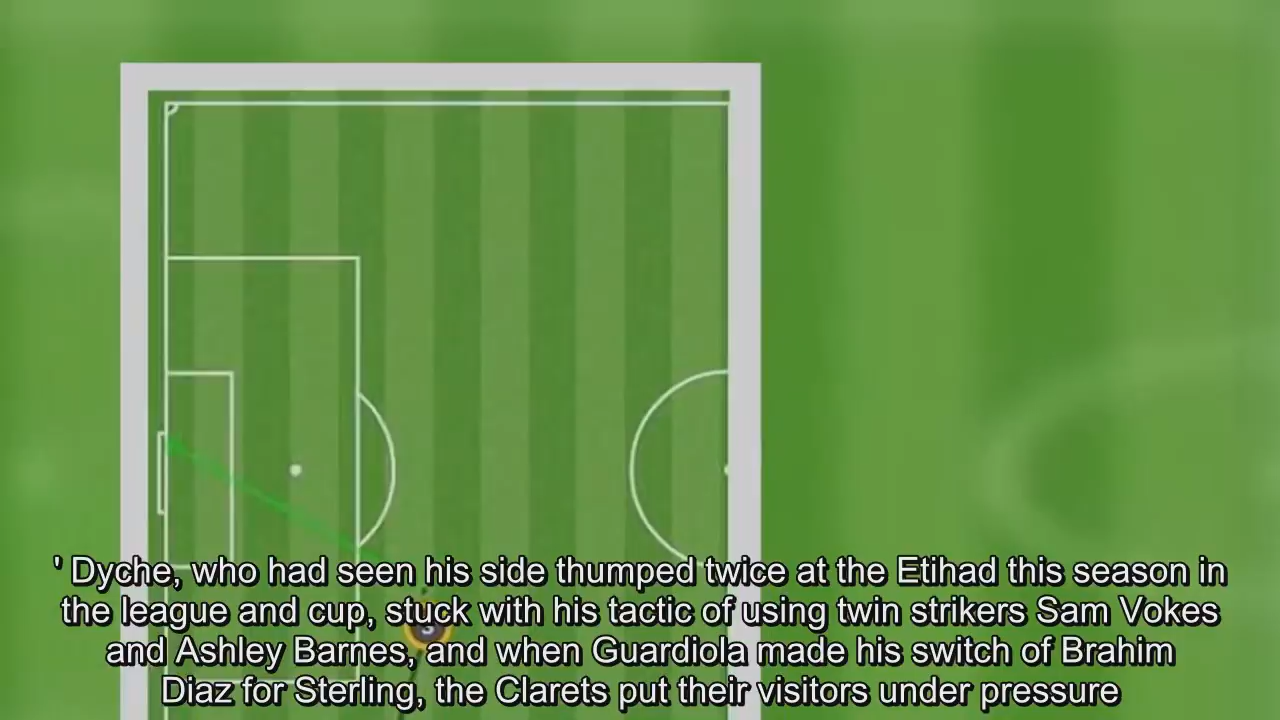 ' Dyche, who had seen his side thumped twice at the Etihad this season in
the league and cup, stuck with his tactic of using twin strikers Sam Vokes
and Ashley Barnes, and when Guardiola made his switch of Brahim
Diaz for Sterling, the Clarets put their visitors under pressure